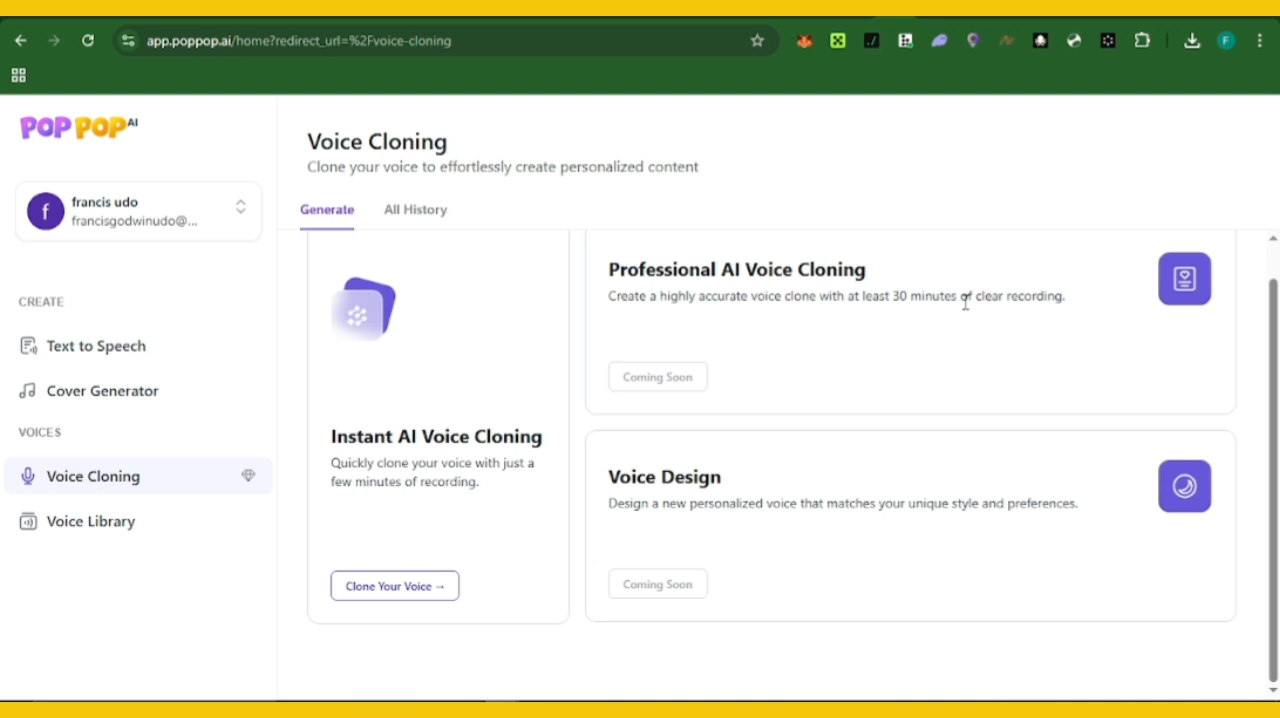 app.poppop.ai/home?redirect_url=%2Fvoice-cloning
F
POP POP AI
f
francis udo
francisgodwinudo@...
CREATE
Text to Speech
Cover Generator
VOICES
Voice Cloning
Voice Library
Voice Cloning
Clone your voice to effortlessly create personalized content
Generate
All History
Instant AI Voice Cloning
Quickly clone your voice with just a
few minutes of recording.
Clone Your Voice →
Professional AI Voice Cloning
Create a highly accurate voice clone with at least 30 minutes of clear recording.
Coming Soon
Voice Design
Design a new personalized voice that matches your unique style and preferences.
Coming Soon